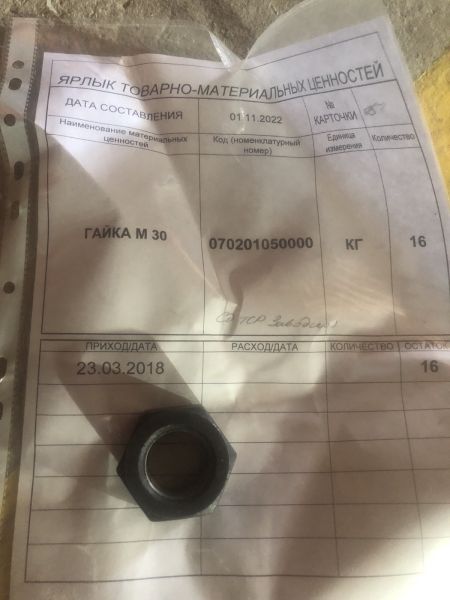 ЯРЛЫК ТОВАРНО-МАТЕРИАЛЬНЫХ ЦЕННОСТЕЙ
ДАТА СОСТАВЛЕНИЯ 01.11.2022 № КАРТОЧКИ
Наименование материальных ценностей Код (номенклатурный номер) Единица измерения Количество
ГАЙКА М 30 070201050000 КГ 16
ПРИХОД/ДАТА РАСХОД/ДАТА КОЛИЧЕСТВО ОСТАТОК
23.03.2018 16